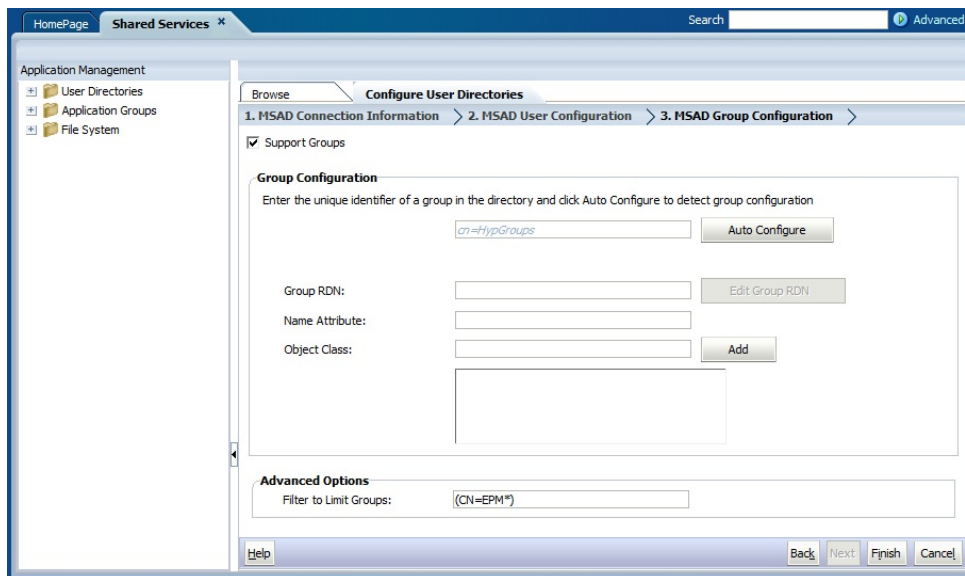 HomePage
Shared Services ×
Search
Advanced
Application Management
User Directories
Application Groups
File System
Browse
Configure User Directories
1. MSAD Connection Information
2. MSAD User Configuration
3. MSAD Group Configuration
Support Groups
Group Configuration
Enter the unique identifier of a group in the directory and click Auto Configure to detect group configuration
cn=HypGroups
Auto Configure
Group RDN:
Edit Group RDN
Name Attribute:
Object Class:
Add
Advanced Options
Filter to Limit Groups:
(CN=EPM*)
Help
Back
Next
Finish
Cancel